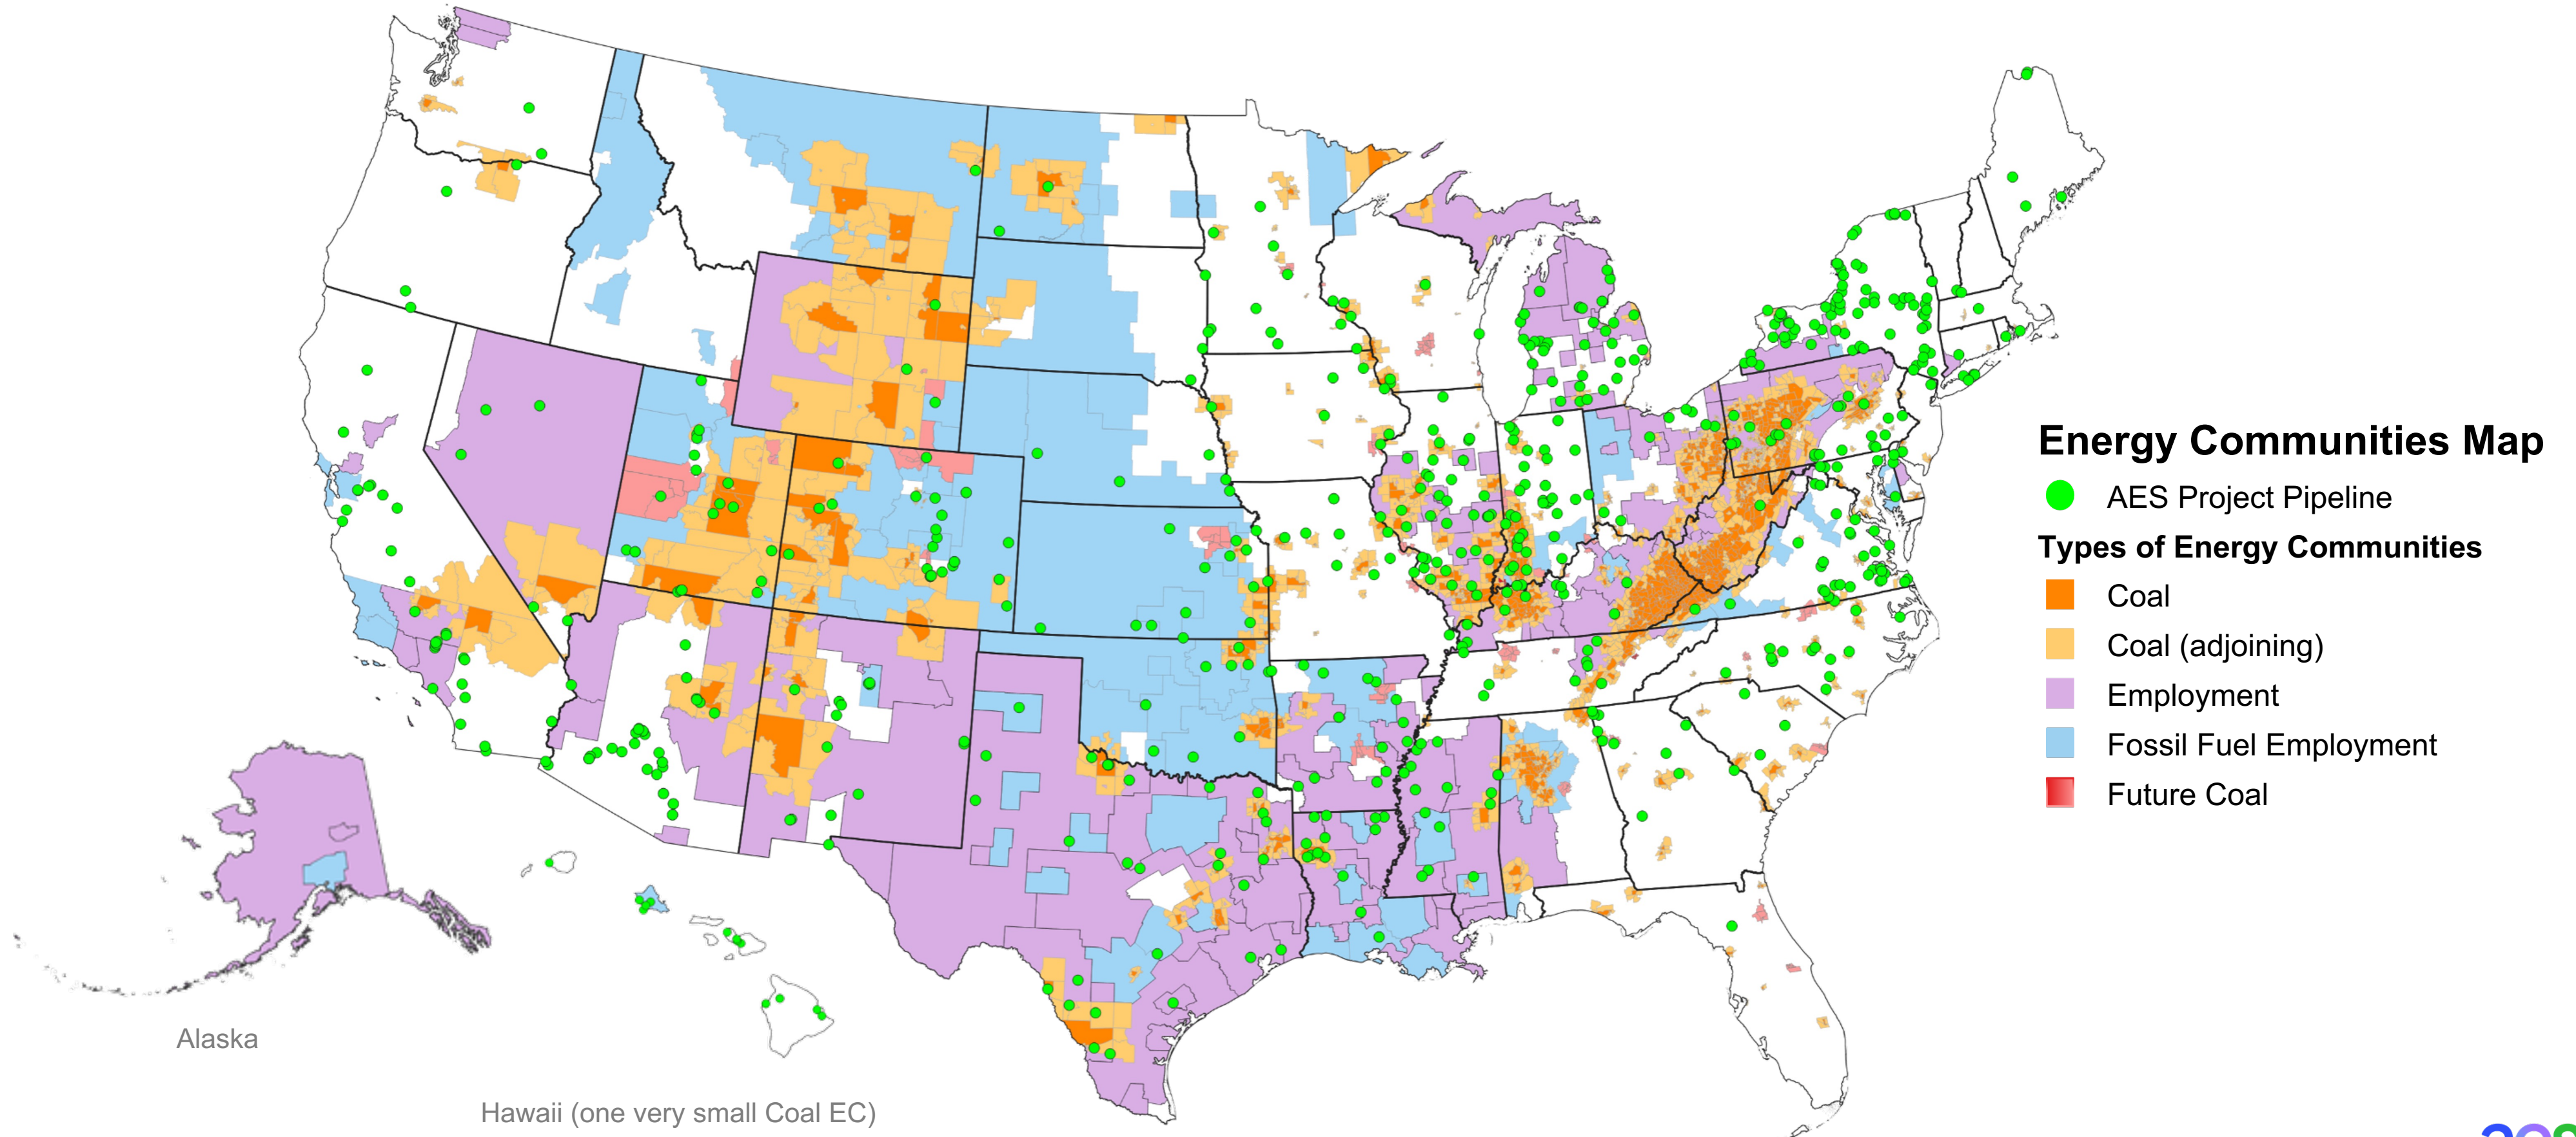 Energy Communities Map
AES Project Pipeline
Types of Energy Communities
Coal
Coal (adjoining)
Employment
Fossil Fuel Employment
Future Coal
Alaska
Hawaii (one very small Coal EC)